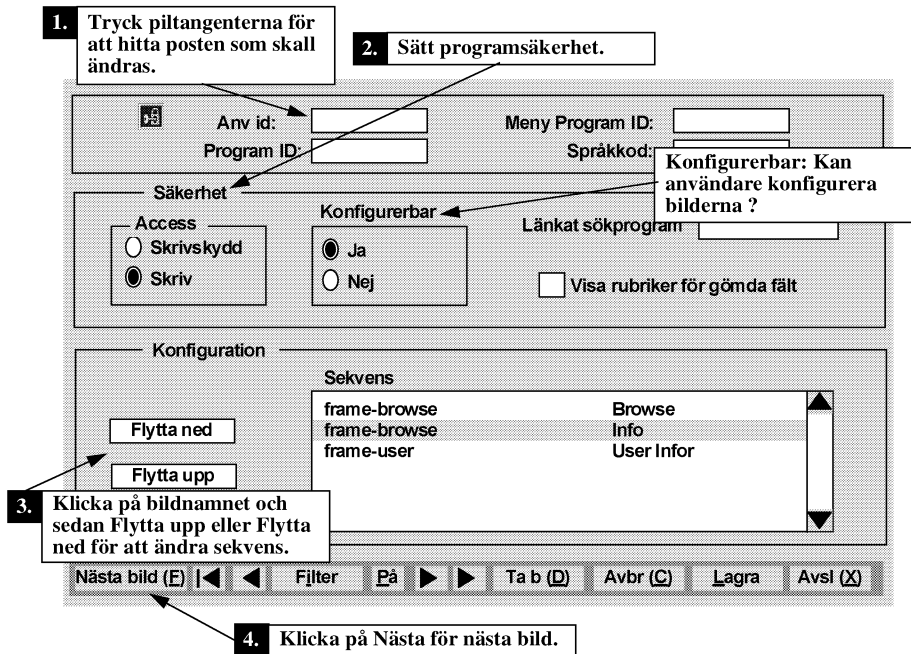 1. Tryck piltangenterna för
att hitta posten som skall
ändras.
2. Sätt programsäkerhet.
Anv id:
Meny Program ID:
Program ID:
Språkkod:
Konfigurerbar: Kan
användare konfigurera
bilderna ?
Säkerhet
Access
Skrivskydd
Skriv
Konfigurerbar
Ja
Nej
Länkat sökprogram
Visa rubriker för gömda fält
Konfiguration
Sekvens
frame-browse Browse
frame-browse Info
frame-user User Infor
Flytta ned
Flytta upp
3. Klicka på bildnamnet och
sedan Flytta upp eller Flytta
ned för att ändra sekvens.
Nästa bild (F) Filter På Ta b (D) Avbr (C) Lagra Avsl (X)
4. Klicka på Nästa för nästa bild.